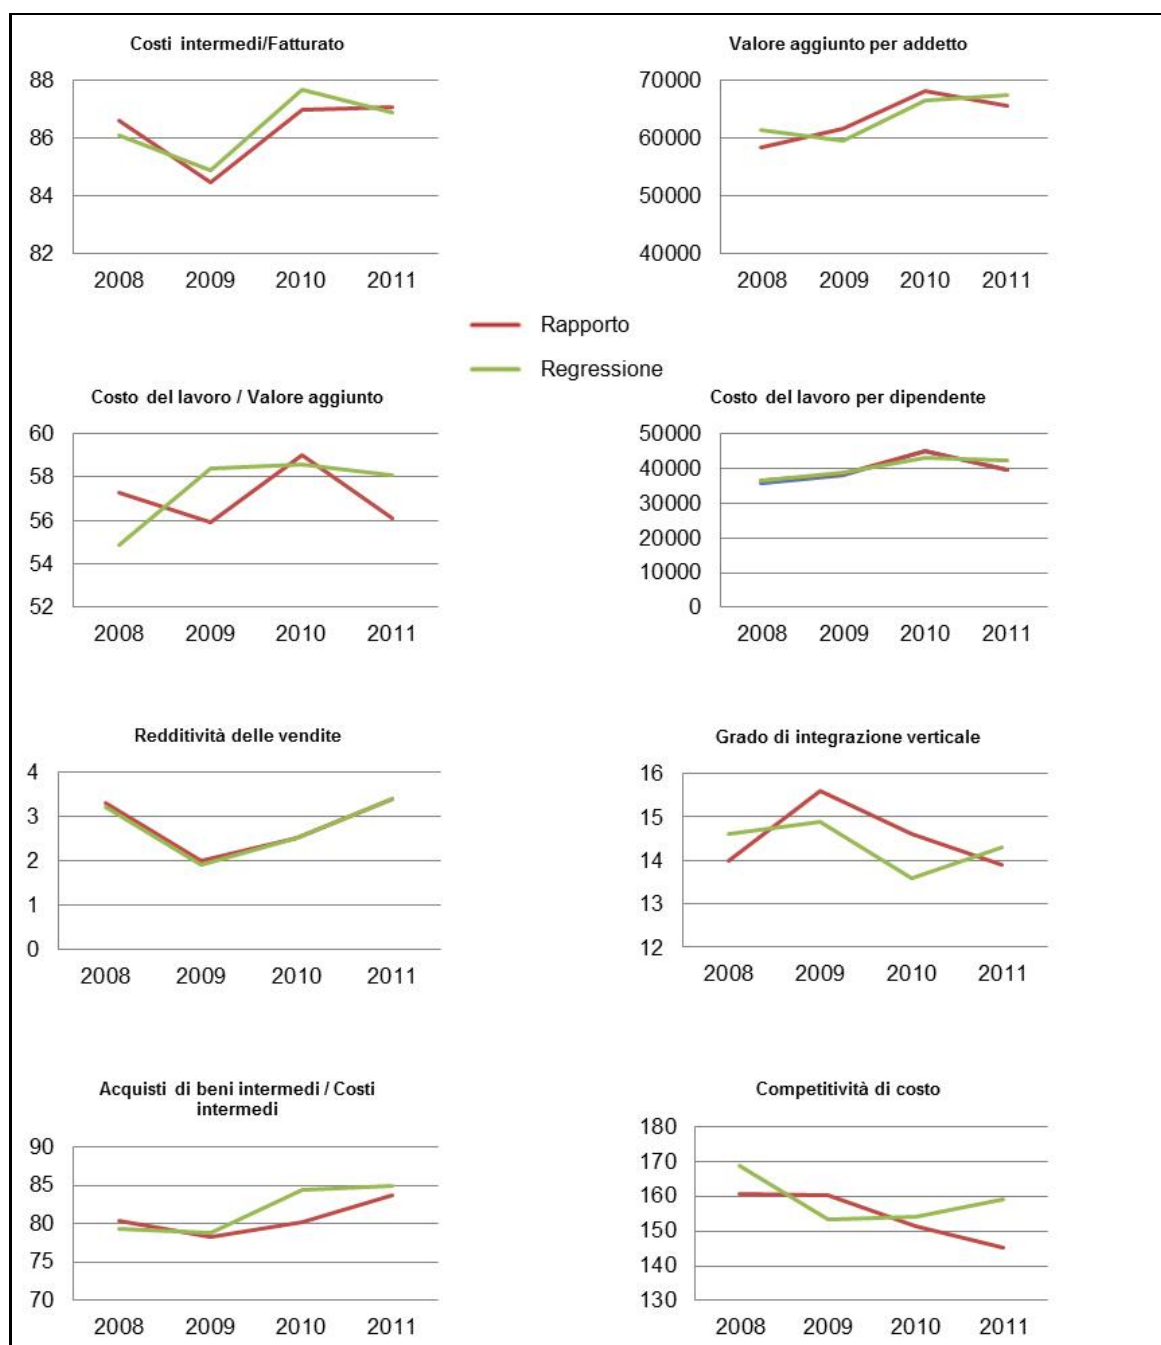 Costi intermedi/Fatturato
88
86
84
82
2008 2009 2010 2011
Valore aggiunto per addetto
70000
60000
50000
40000
2008 2009 2010 2011
Rapporto
Regressione
Costo del lavoro / Valore aggiunto
60
58
56
54
52
2008 2009 2010 2011
Costo del lavoro per dipendente
50000
40000
30000
20000
10000
0
2008 2009 2010 2011
Redditività delle vendite
4
3
2
1
0
2008 2009 2010 2011
Grado di integrazione verticale
16
15
14
13
12
2008 2009 2010 2011
Acquisti di beni intermedi / Costi
intermedi
90
85
80
75
70
2008 2009 2010 2011
Competitività di costo
180
170
160
150
140
130
2008 2009 2010 2011